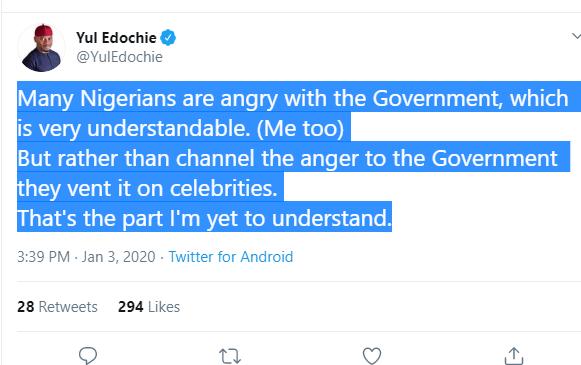 Yul Edochie
@YulEdochie
Many Nigerians are angry with the Government, which
is very understandable. (Me too)
But rather than channel the anger to the Government
they vent it on celebrities.
That's the part I'm yet to understand.
3:39 PM · Jan 3, 2020 · Twitter for Android
28 Retweets 294 Likes